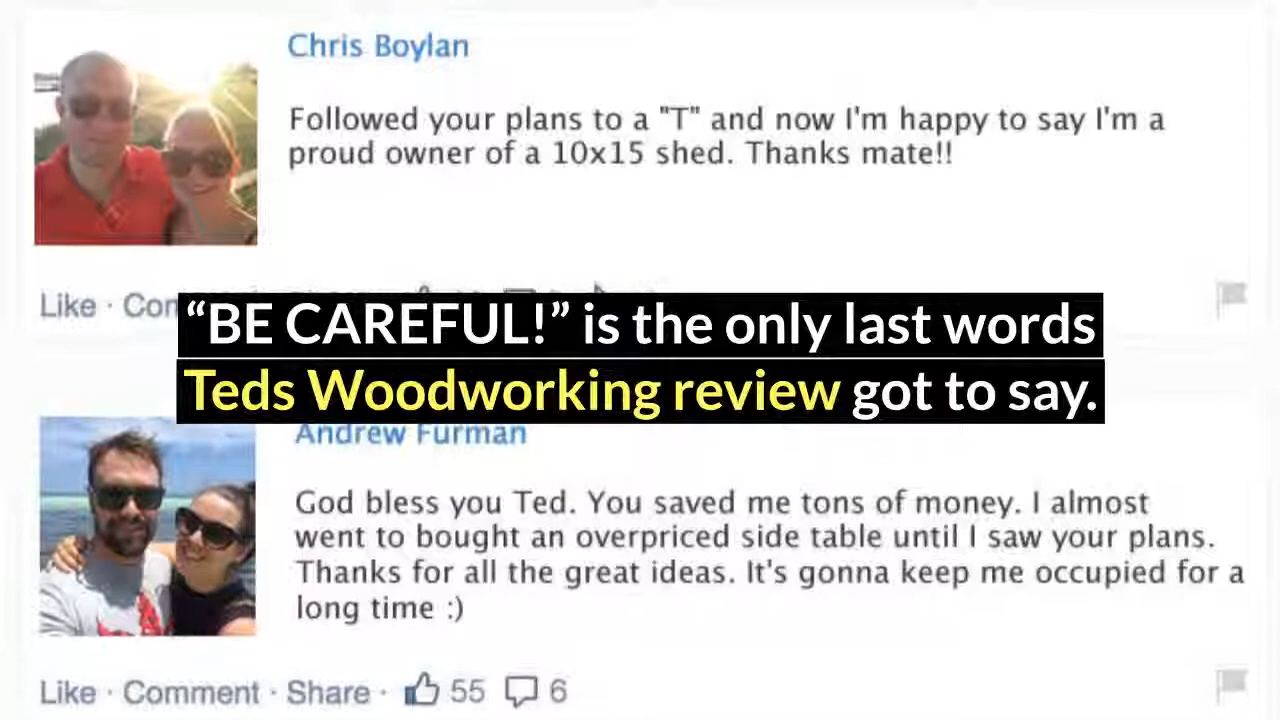 Chris Boylan
Followed your plans to a "T" and now I'm happy to say I'm a
proud owner of a 10x15 shed. Thanks mate!!
Like · Con
“BE CAREFUL!” is the only last words
Teds Woodworking review got to say.
Andrew Furman
God bless you Ted. You saved me tons of money. I almost
went to bought an overpriced side table until I saw your plans.
Thanks for all the great ideas. It's gonna keep me occupied for a
long time :)
Like · Comment · Share · 55 6